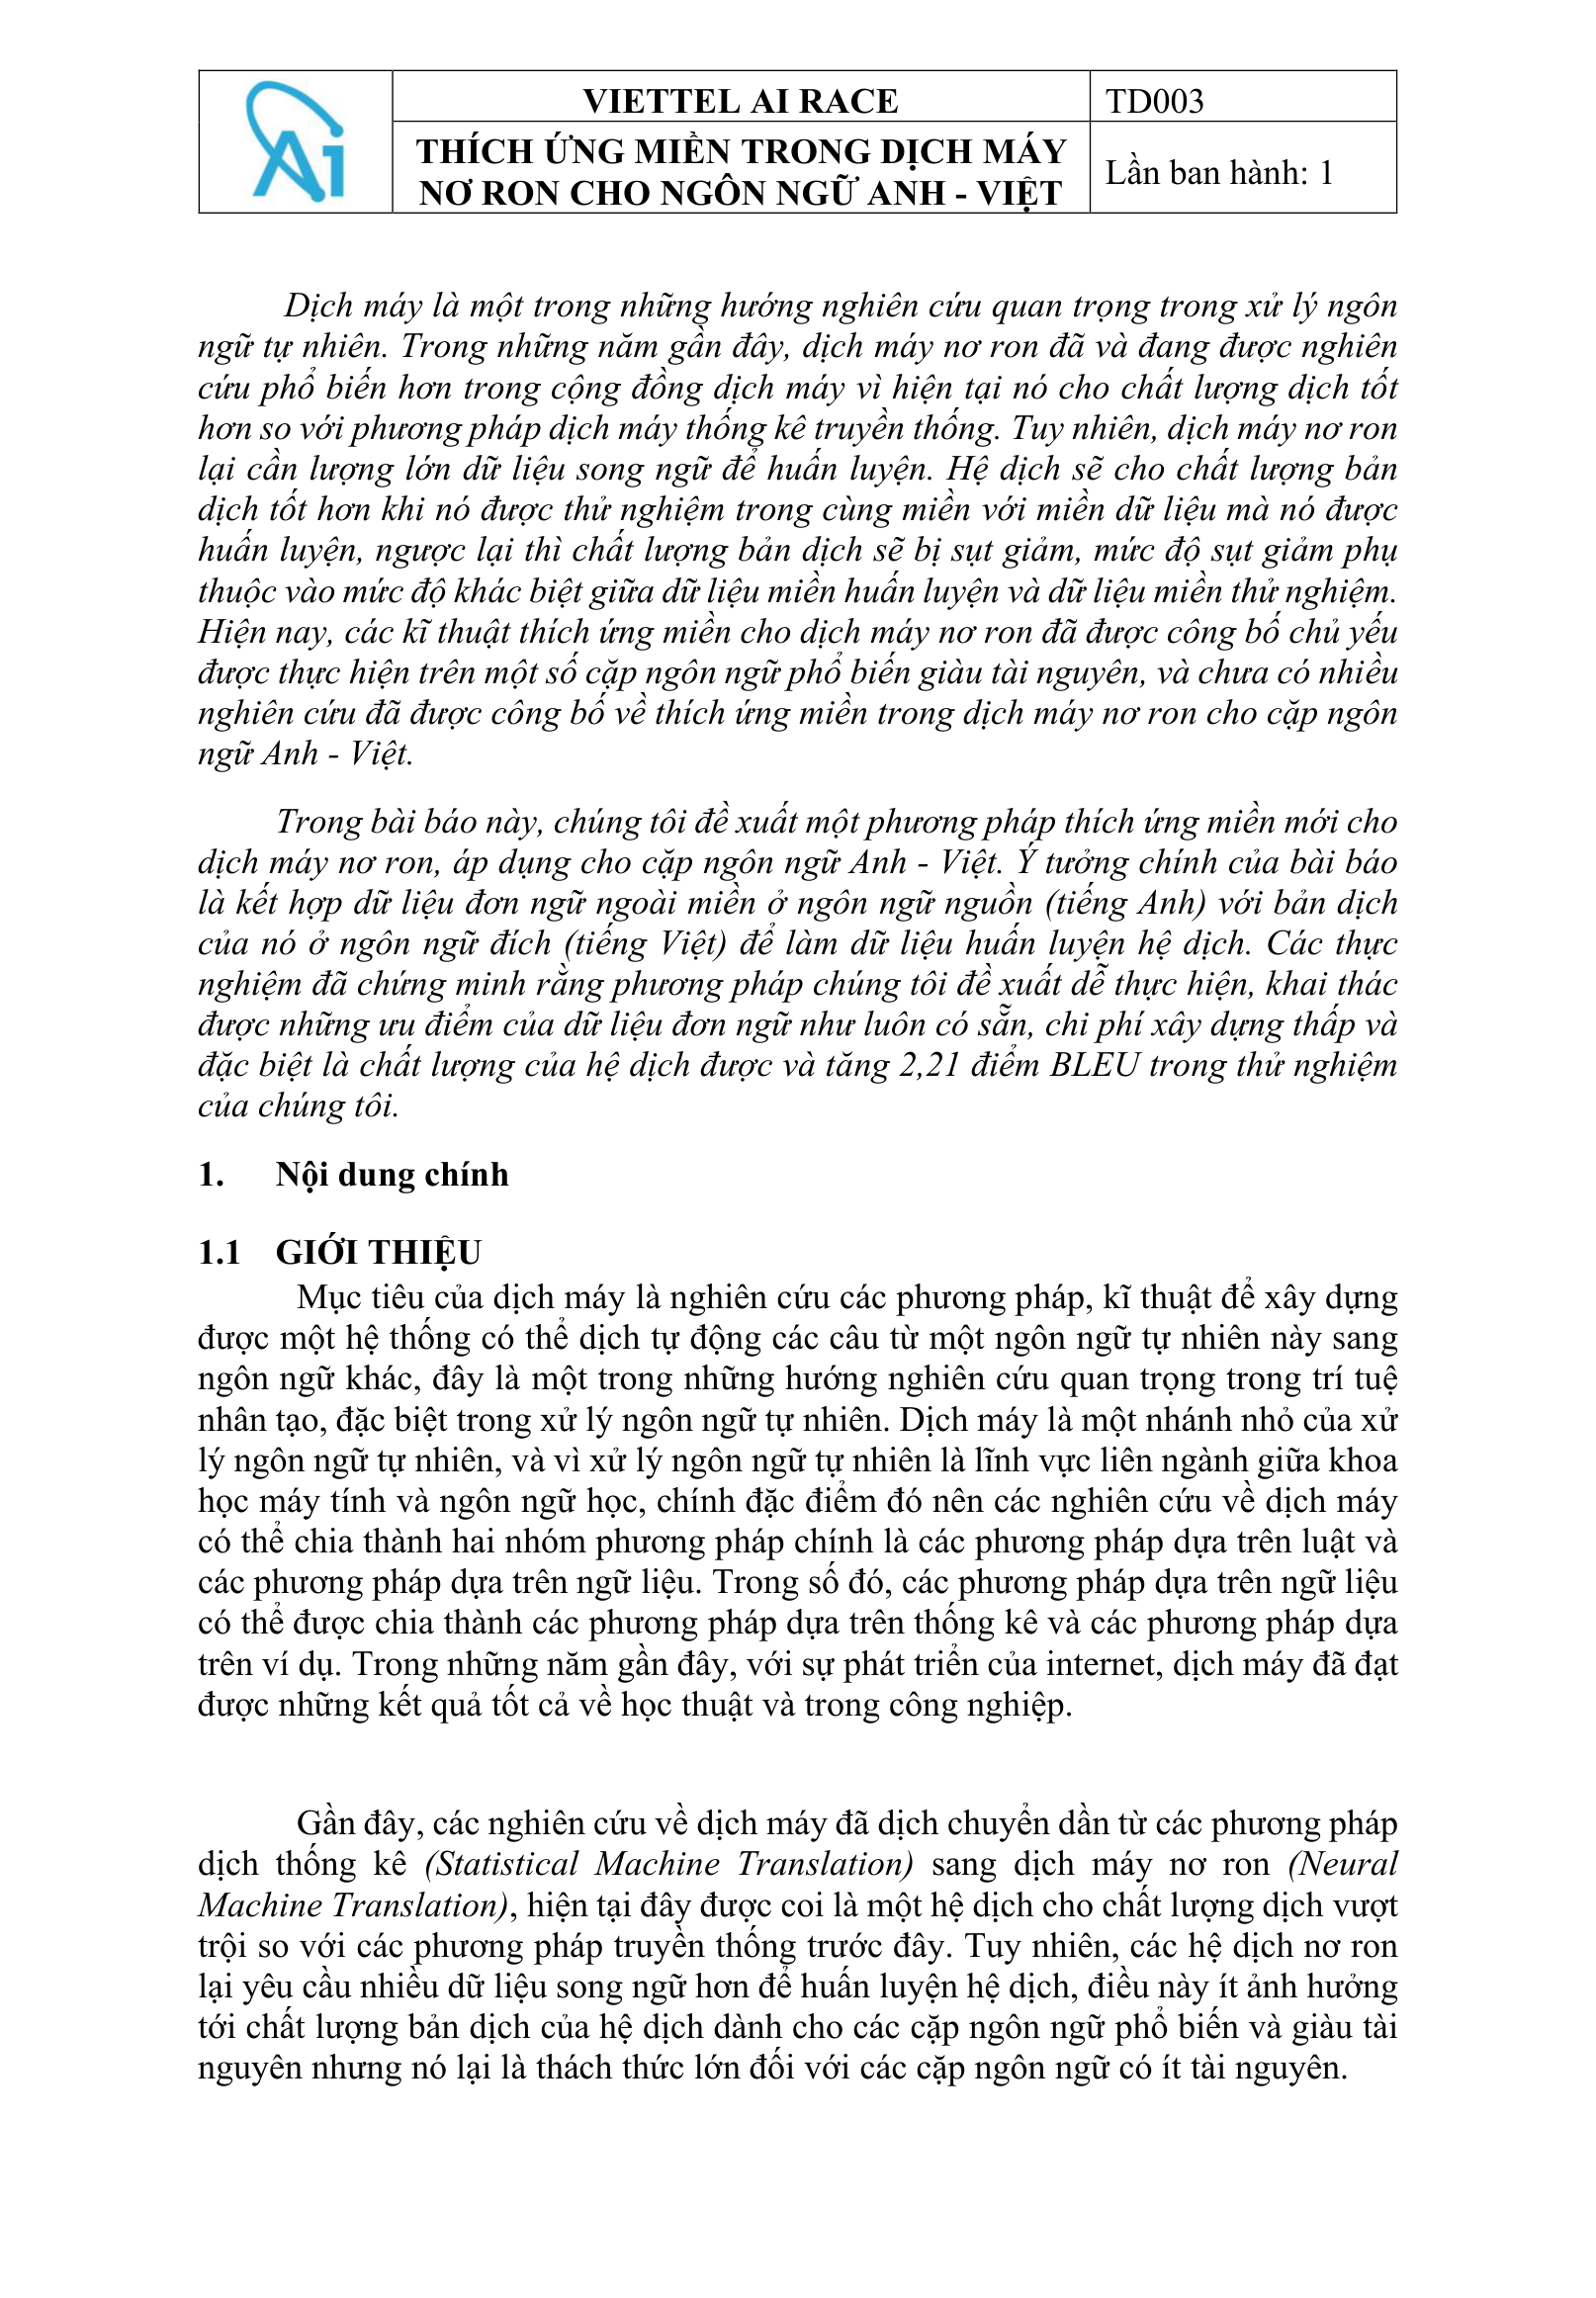 Ai
VIETTEL AI RACE
TD003
THÍCH ỨNG MIỀN TRONG DỊCH MÁY
NƠ RON CHO NGÔN NGỮ ANH - VIỆT
Lần ban hành: 1
Dịch máy là một trong những hướng nghiên cứu quan trọng trong xử lý ngôn
ngữ tự nhiên. Trong những năm gần đây, dịch máy nơ ron đã và đang được nghiên
cứu phổ biến hơn trong cộng đồng dịch máy vì hiện tại nó cho chất lượng dịch tốt
hơn so với phương pháp dịch máy thống kê truyền thống. Tuy nhiên, dịch máy nơ ron
lại cần lượng lớn dữ liệu song ngữ để huấn luyện. Hệ dịch sẽ cho chất lượng bản
dịch tốt hơn khi nó được thử nghiệm trong cùng miền với miền dữ liệu mà nó được
huấn luyện, ngược lại thì chất lượng bản dịch sẽ bị sụt giảm, mức độ sụt giảm phụ
thuộc vào mức độ khác biệt giữa dữ liệu miền huấn luyện và dữ liệu miền thử nghiệm.
Hiện nay, các kĩ thuật thích ứng miền cho dịch máy nơ ron đã được công bố chủ yếu
được thực hiện trên một số cặp ngôn ngữ phổ biến giàu tài nguyên, và chưa có nhiều
nghiên cứu đã được công bố về thích ứng miền trong dịch máy nơ ron cho cặp ngôn
ngữ Anh - Việt.
Trong bài báo này, chúng tôi đề xuất một phương pháp thích ứng miền mới cho
dịch máy nơ ron, áp dụng cho cặp ngôn ngữ Anh - Việt. Ý tưởng chính của bài báo
là kết hợp dữ liệu đơn ngữ ngoài miền ở ngôn ngữ nguồn (tiếng Anh) với bản dịch
của nó ở ngôn ngữ đích (tiếng Việt) để làm dữ liệu huấn luyện hệ dịch. Các thực
nghiệm đã chứng minh rằng phương pháp chúng tôi đề xuất dễ thực hiện, khai thác
được những ưu điểm của dữ liệu đơn ngữ như luôn có sẵn, chi phí xây dựng thấp và
đặc biệt là chất lượng của hệ dịch được và tăng 2,21 điểm BLEU trong thử nghiệm
của chúng tôi.
1. Nội dung chính
1.1 GIỚI THIỆU
Mục tiêu của dịch máy là nghiên cứu các phương pháp, kĩ thuật để xây dựng
được một hệ thống có thể dịch tự động các câu từ một ngôn ngữ tự nhiên này sang
ngôn ngữ khác, đây là một trong những hướng nghiên cứu quan trọng trong trí tuệ
nhân tạo, đặc biệt trong xử lý ngôn ngữ tự nhiên. Dịch máy là một nhánh nhỏ của xử
lý ngôn ngữ tự nhiên, và vì xử lý ngôn ngữ tự nhiên là lĩnh vực liên ngành giữa khoa
học máy tính và ngôn ngữ học, chính đặc điểm đó nên các nghiên cứu về dịch máy
có thể chia thành hai nhóm phương pháp chính là các phương pháp dựa trên luật và
các phương pháp dựa trên ngữ liệu. Trong số đó, các phương pháp dựa trên ngữ liệu
có thể được chia thành các phương pháp dựa trên thống kê và các phương pháp dựa
trên ví dụ. Trong những năm gần đây, với sự phát triển của internet, dịch máy đã đạt
được những kết quả tốt cả về học thuật và trong công nghiệp.
Gần đây, các nghiên cứu về dịch máy đã dịch chuyển dần từ các phương pháp
dịch thống kê (Statistical Machine Translation) sang dịch máy nơ ron (Neural
Machine Translation), hiện tại đây được coi là một hệ dịch cho chất lượng dịch vượt
trội so với các phương pháp truyền thống trước đây. Tuy nhiên, các hệ dịch nơ ron
lại yêu cầu nhiều dữ liệu song ngữ hơn để huấn luyện hệ dịch, điều này ít ảnh hưởng
tới chất lượng bản dịch của hệ dịch dành cho các cặp ngôn ngữ phổ biến và giàu tài
nguyên nhưng nó lại là thách thức lớn đối với các cặp ngôn ngữ có ít tài nguyên.